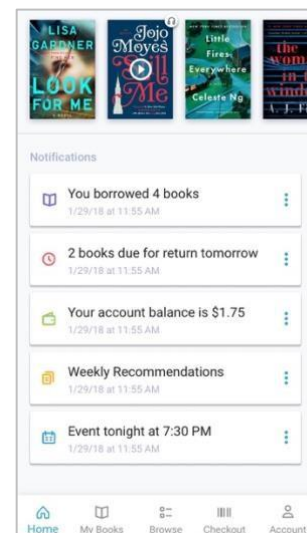 LISA
GARDNER
LOOK
FOR ME
Jojo
Moyes
Still
Me
Little
Fires
Everywhere
Celeste Ng
the
woman
in
window
A. J. F
Notifications
You borrowed 4 books
1/29/18 at 11:55 AM
2 books due for return tomorrow
1/29/18 at 11:55 AM
Your account balance is $1.75
1/29/18 at 11:55 AM
Weekly Recommendations
1/29/18 at 11:55 AM
Event tonight at 7:30 PM
1/29/18 at 11:55 AM
Home My Books Browse Checkout Account